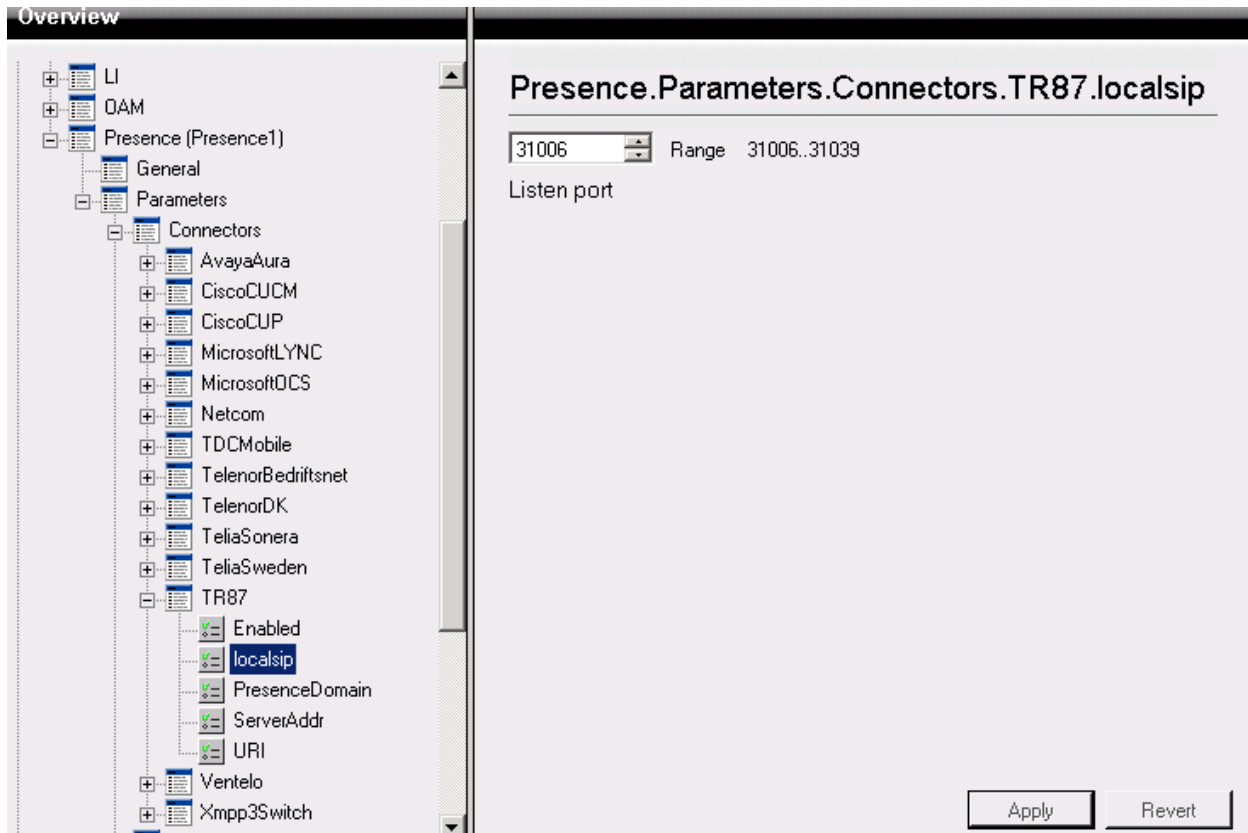 Overview
LI
OAM
Presence (Presence1)
General
Parameters
Connectors
AvayaAura
CiscoCUCM
CiscoCUP
MicrosoftLYNC
MicrosoftOCS
Netcom
TDCMobile
TelenorBedriftsnet
TelenorDK
TeliaSonera
TeliaSweden
TR87
Enabled
localsip
PresenceDomain
ServerAddr
URI
Ventelo
Xmpp3Switch
Presence.Parameters.Connectors.TR87.localsip
31006 Range 31006..31039
Listen port
Apply Revert